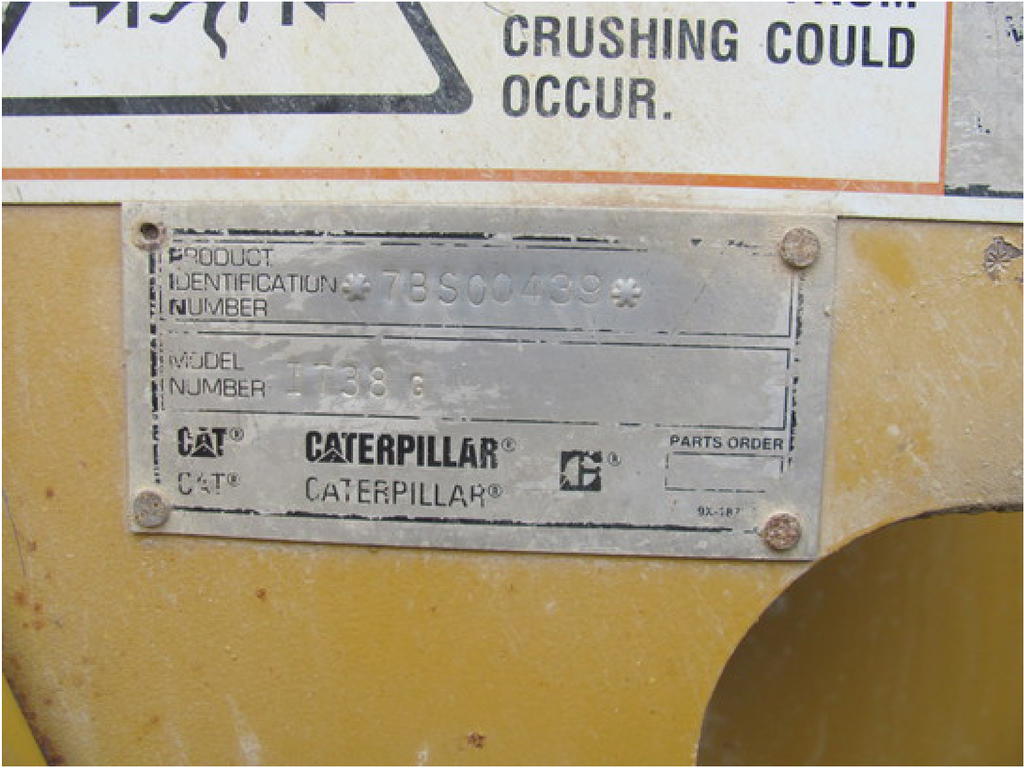 CRUSHING COULD
OCCUR.
PRODUCT
IDENTIFICATION
NUMBER
*7BS00439*
MODEL
NUMBER
IT38 G
CAT®
CATERPILLAR®
®
PARTS ORDER
CAT®
CATERPILLAR®